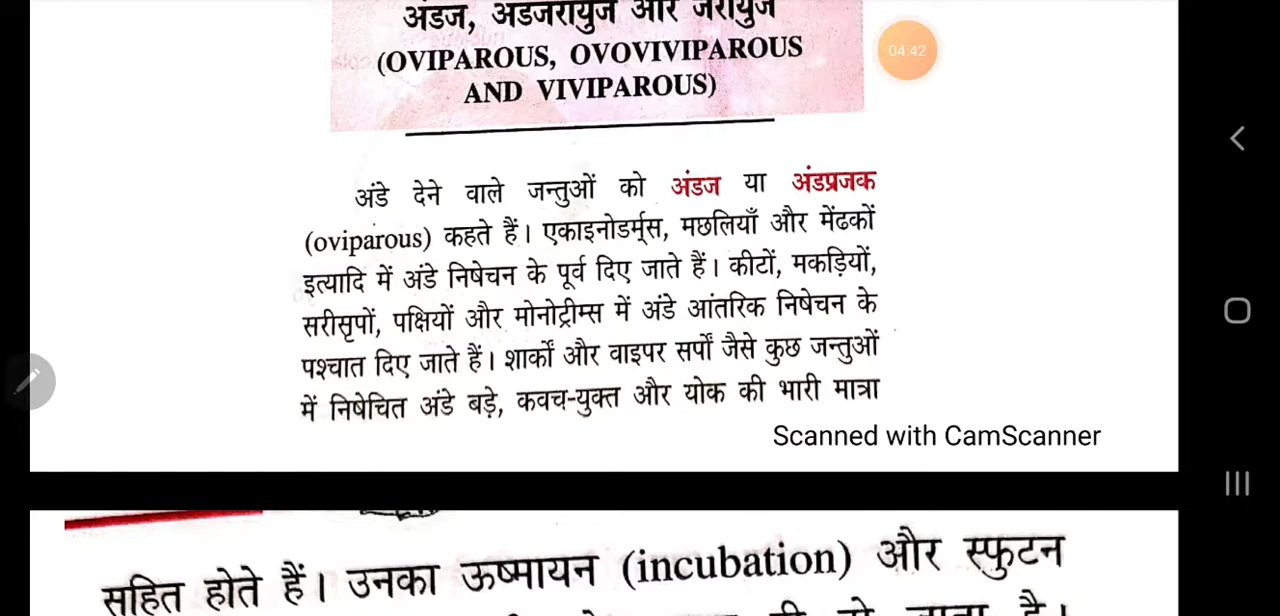 अंडज, अंडजरायुज और जरायुज
(OVIPAROUS, OVOVIVIPAROUS
AND VIVIPAROUS)
04:42
अंडे देने वाले जन्तुओं को अंडज या अंडप्रजक
(oviparous) कहते हैं। एकाइनोडर्म्स, मछलियाँ और मेंढकों
इत्यादि में अंडे निषेचन के पूर्व दिए जाते हैं। कीटों, मकड़ियों,
सरीसृपों, पक्षियों और मोनोट्रीम्स में अंडे आंतरिक निषेचन के
पश्चात दिए जाते हैं। शार्कों और वाइपर सर्पों जैसे कुछ जन्तुओं
में निषेचित अंडे बड़े, कवच-युक्त और योक की भारी मात्रा
Scanned with CamScanner
सहित होते हैं। उनका ऊष्मायन (incubation) और स्फुटन